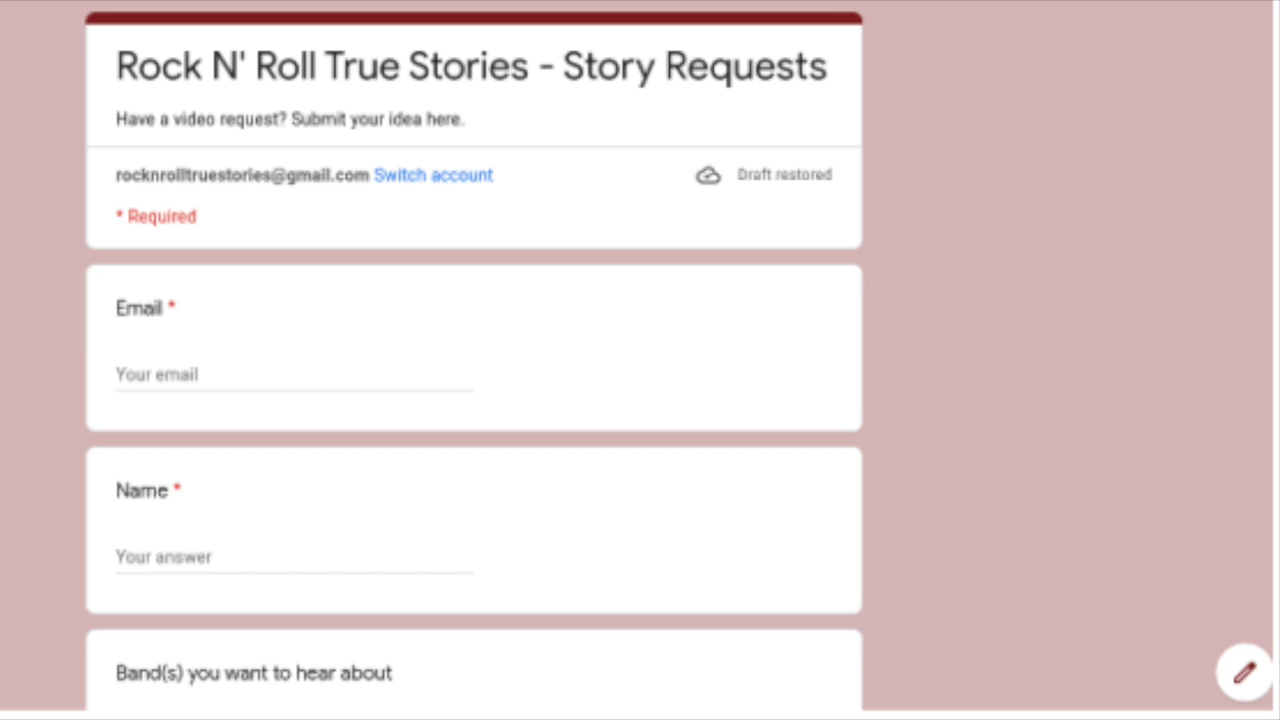 Rock N' Roll True Stories - Story Requests
Have a video request? Submit your idea here.
rocknrolltruestories@gmail.com Switch account Draft restored
* Required
Email *
Your email
Name *
Your answer
Band(s) you want to hear about